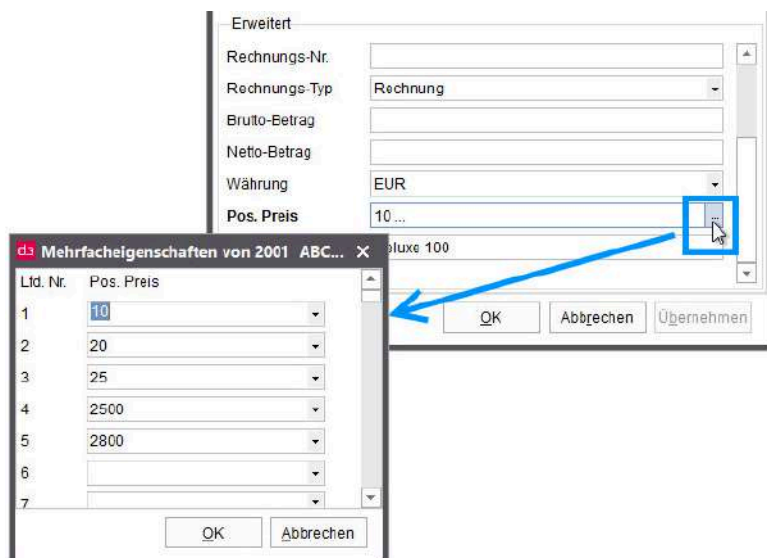 Erweitert
Rechnungs-Nr.
Rechnungs-Typ Rechnung
Brutto-Betrag
Netto-Betrag
Währung EUR
Pos. Preis 10 ... ...
eluxe 100
OK Abbrechen Übernehmen
d3 Mehrfacheigenschaften von 2001 ABC... ×
Lfd. Nr. Pos. Preis
1 10
2 20
3 25
4 2500
5 2800
6
7
OK Abbrechen